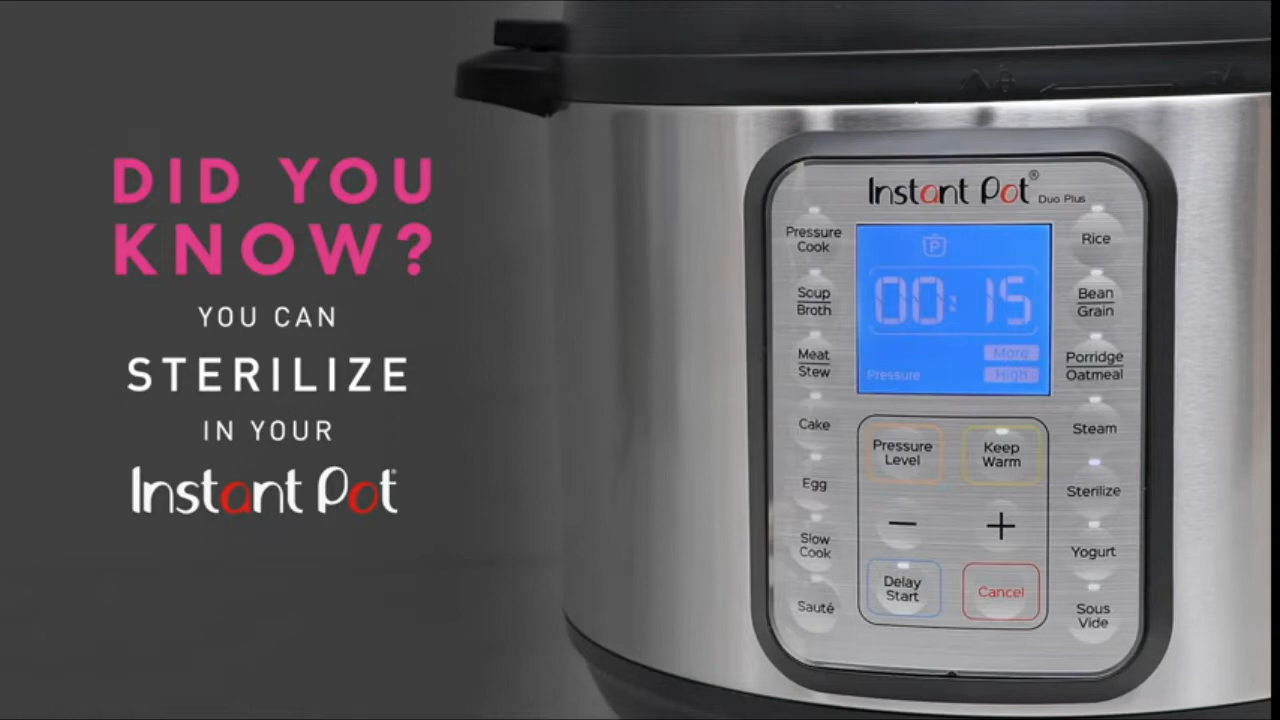 DID YOU
KNOW?
YOU CAN
STERILIZE
IN YOUR
Instant Pot®
Instant Pot® Duo Plus
P
00:15
More
Pressure High
Pressure
Cook
Soup
Broth
Meat
Stew
Cake
Egg
Slow
Cook
Sauté
Pressure
Level
Keep
Warm
− +
Delay
Start
Cancel
Rice
Bean
Grain
Porridge
Oatmeal
Steam
Sterilize
Yogurt
Sous
Vide